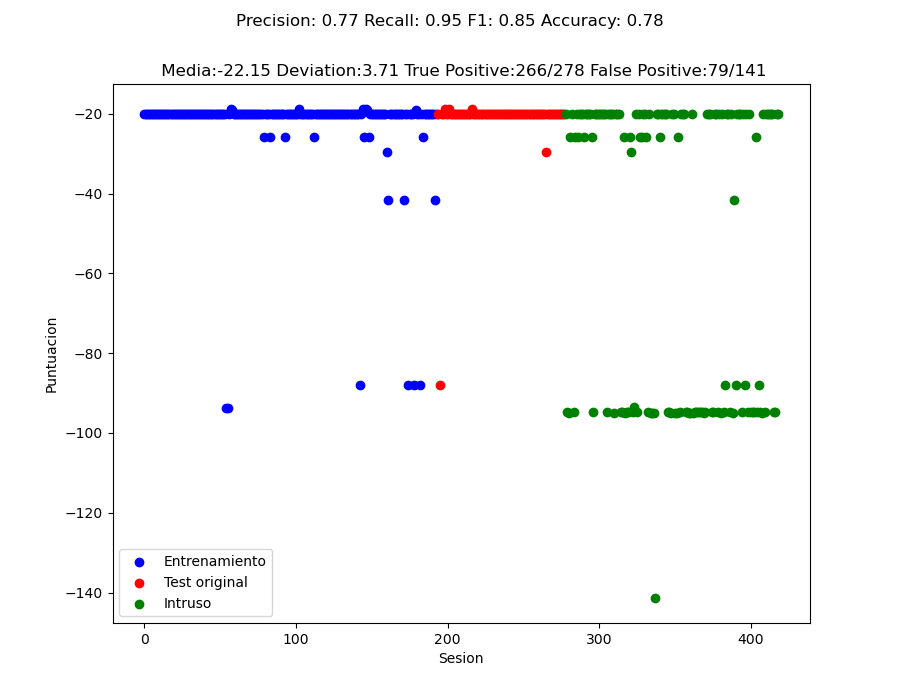 Precision: 0.77 Recall: 0.95 F1: 0.85 Accuracy: 0.78
Media:-22.15 Deviation:3.71 True Positive:266/278 False Positive:79/141
Puntuacion
−20
−40
−60
−80
−100
−120
−140
Entrenamiento
Test original
Intruso
0
100
200
300
400
Sesion